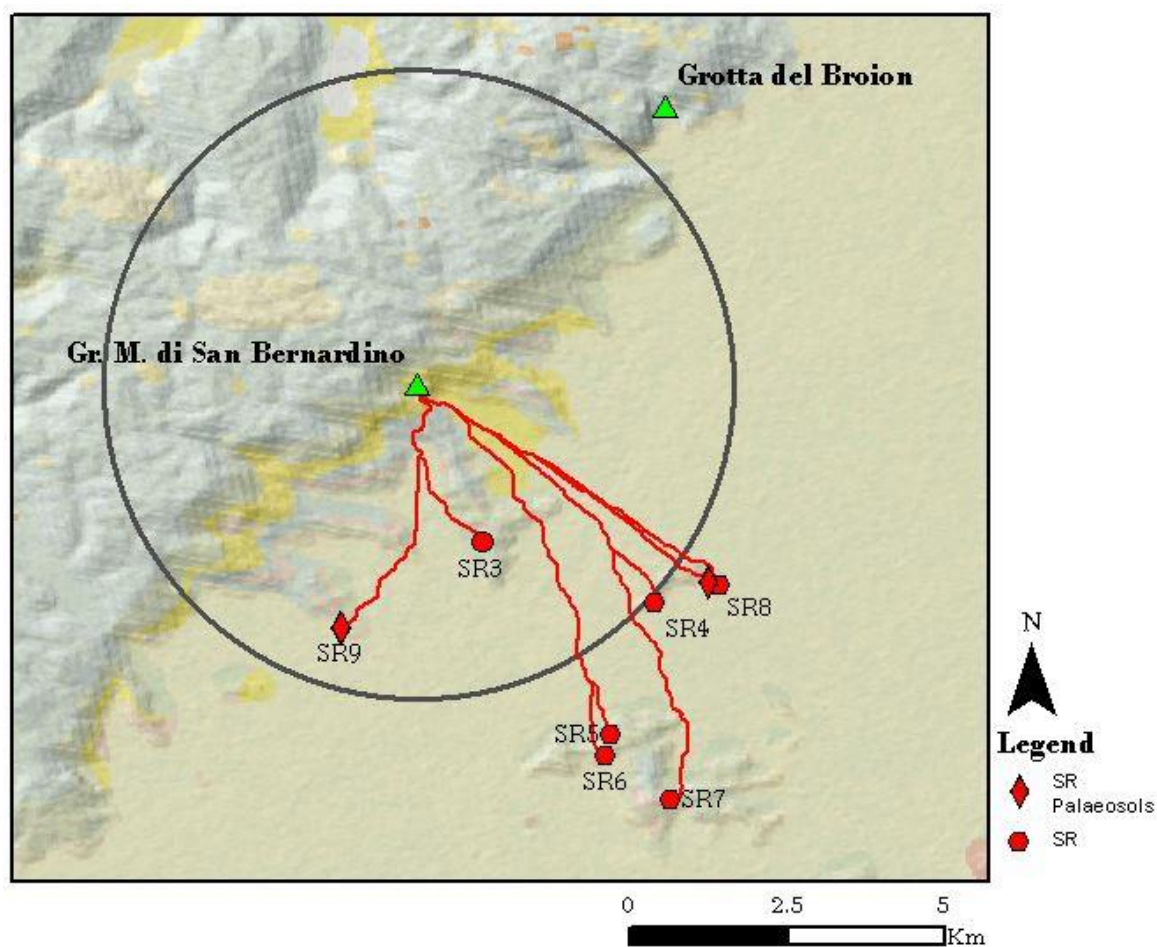 Grotta del Broion
Gr. M. di San Bernardino
SR3
SR8
SR4
SR9
SR5
SR6
SR7
N
Legend
SR
Palaeosols
SR
0 2.5 5
Km